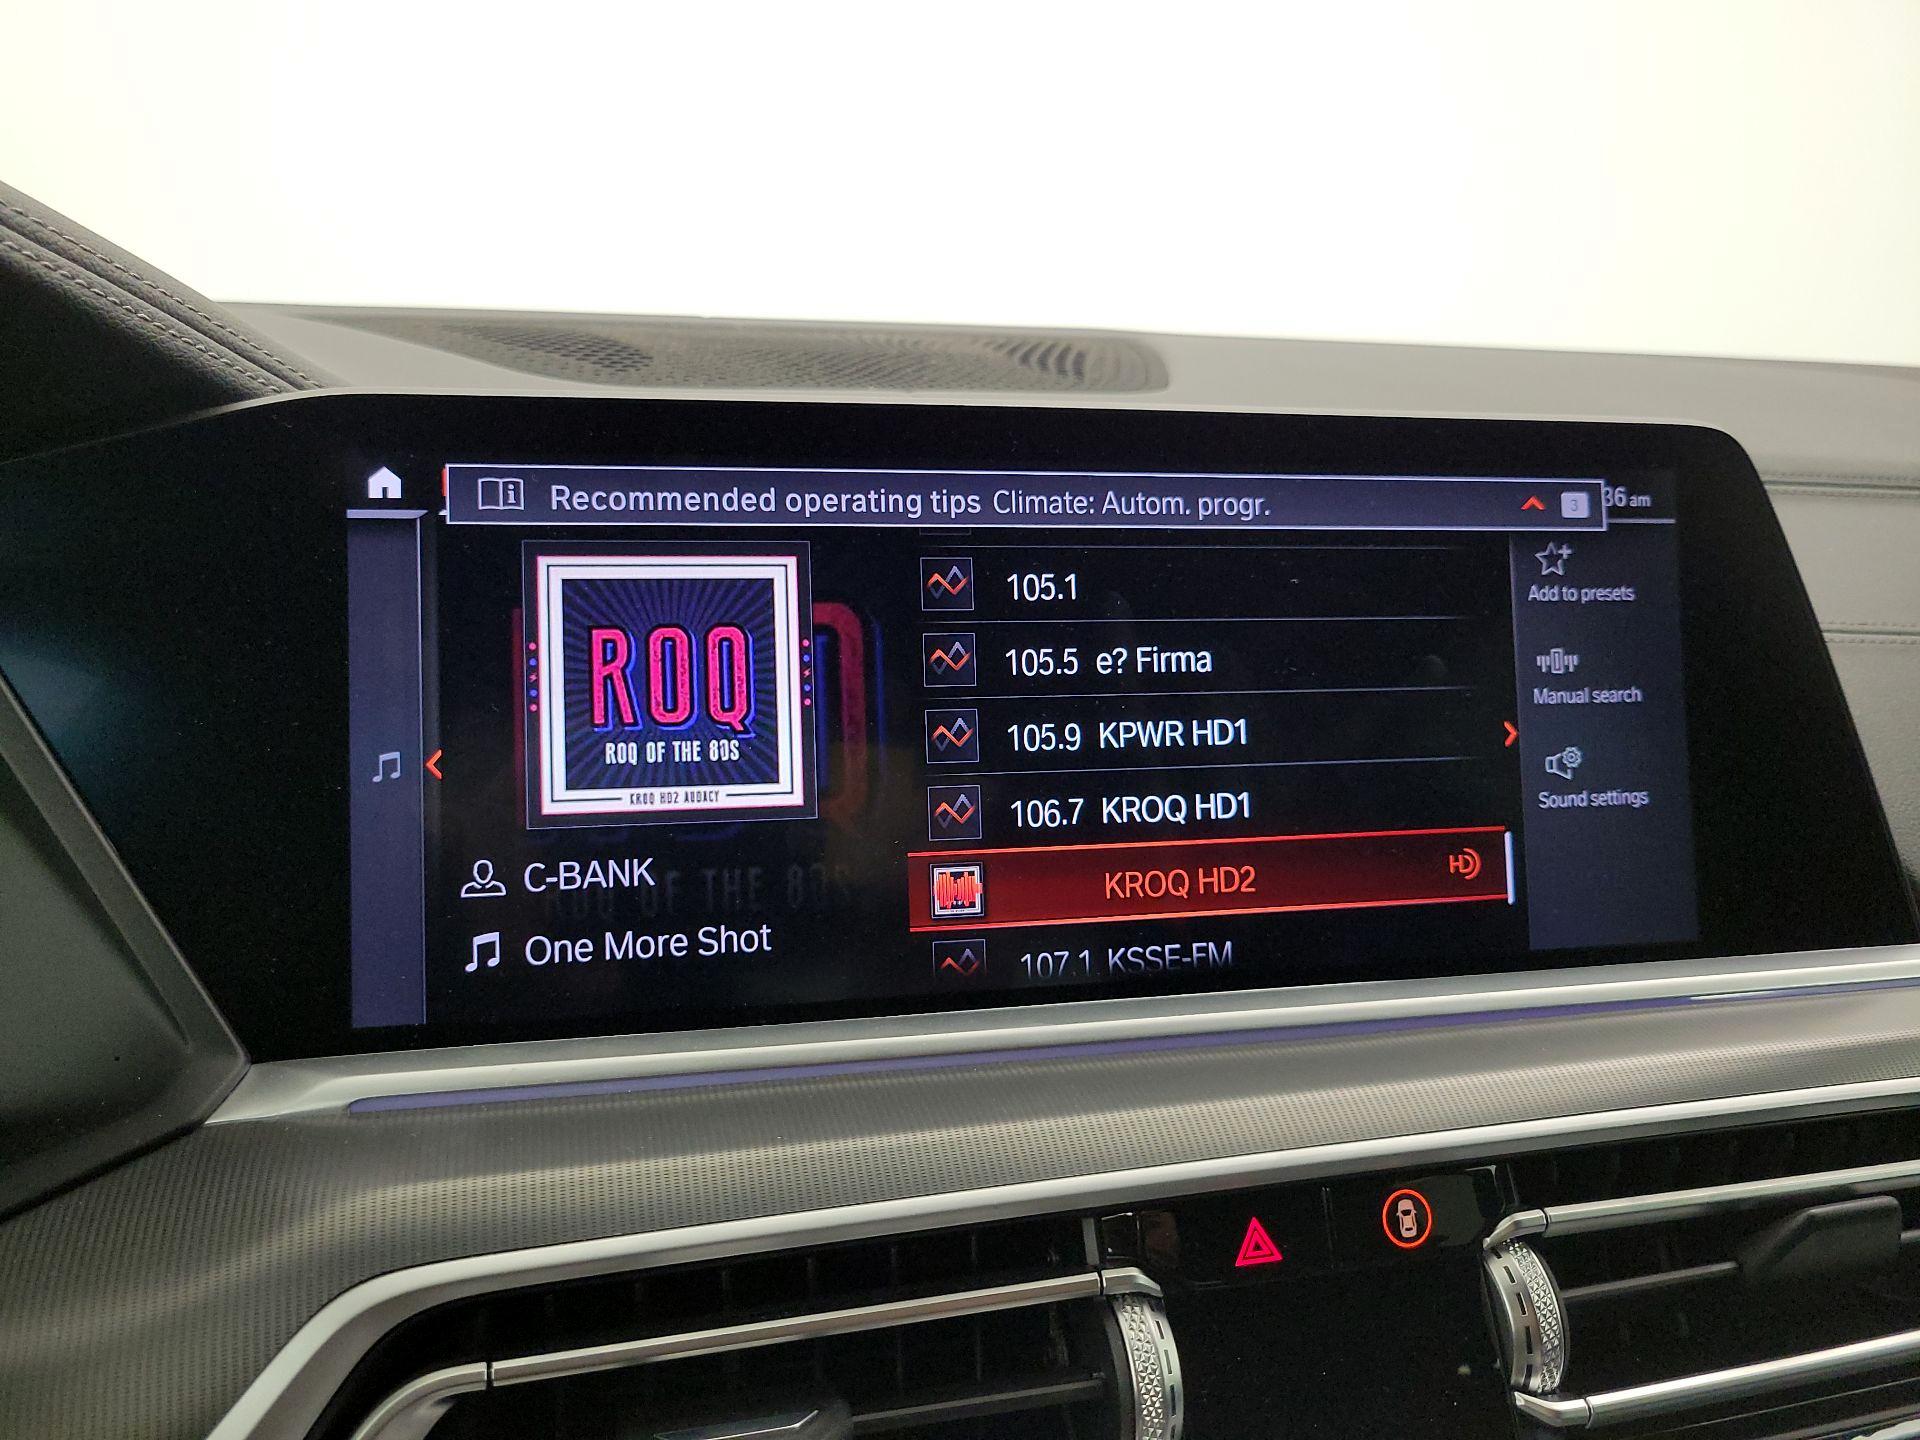 Recommended operating tips Climate: Autom. progr.
3
36 am
ROQ
ROQ OF THE 80S
KROQ HD2 AUDACY
C-BANK
One More Shot
105.1
105.5 e? Firma
105.9 KPWR HD1
106.7 KROQ HD1
KROQ HD2 HD
107.1 KSSE-FM
Add to presets
Manual search
Sound settings